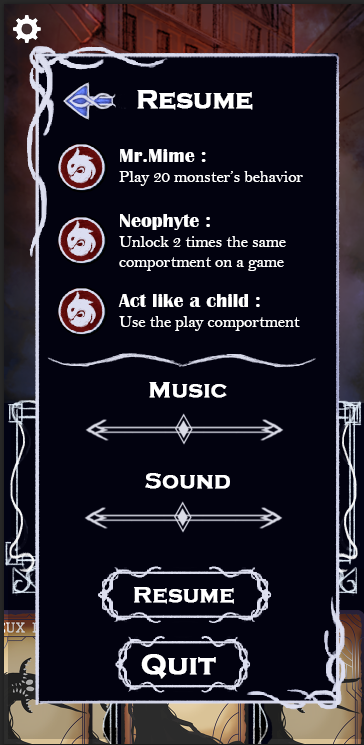 Resume
Mr.Mime :
Play 20 monster's behavior
Neophyte :
Unlock 2 times the same
comportment on a game
Act like a child :
Use the play comportment
Music
Sound
Resume
UX
Quit